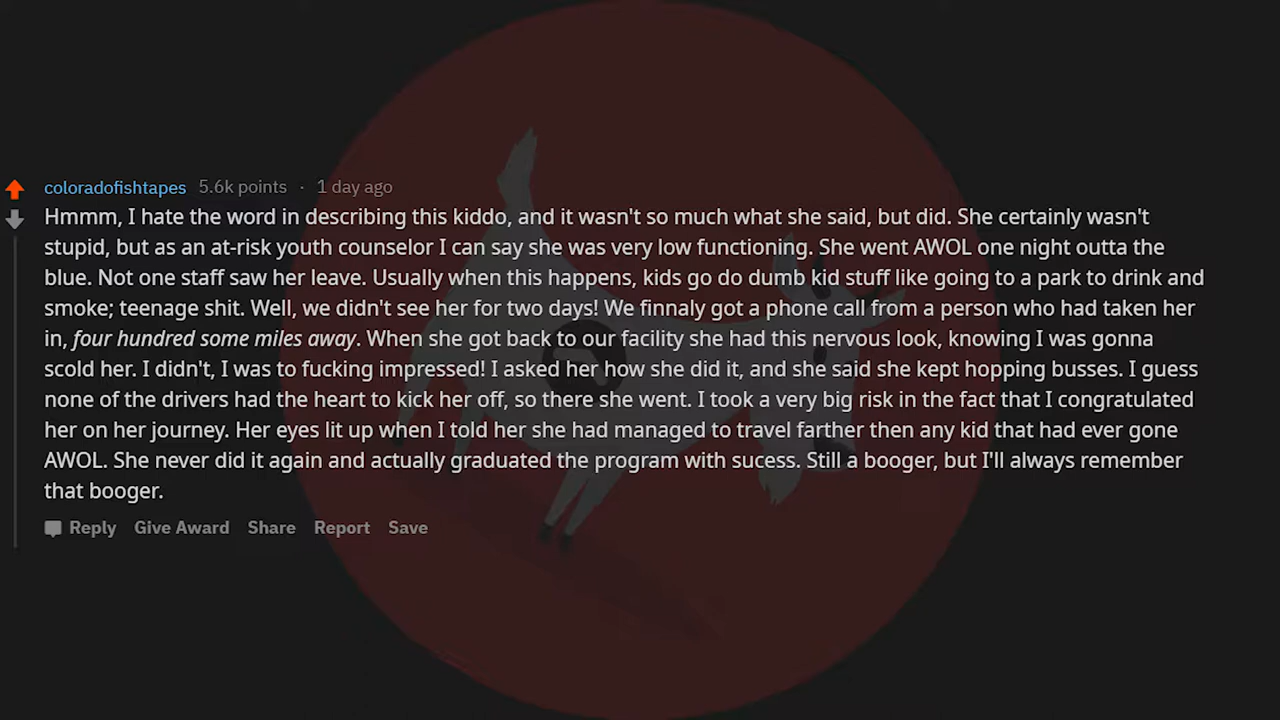 coloradofishtapes 5.6k points · 1 day ago
Hmmm, I hate the word in describing this kiddo, and it wasn't so much what she said, but did. She certainly wasn't
stupid, but as an at-risk youth counselor I can say she was very low functioning. She went AWOL one night outta the
blue. Not one staff saw her leave. Usually when this happens, kids go do dumb kid stuff like going to a park to drink and
smoke; teenage shit. Well, we didn't see her for two days! We finnaly got a phone call from a person who had taken her
in, four hundred some miles away. When she got back to our facility she had this nervous look, knowing I was gonna
scold her. I didn't, I was to fucking impressed! I asked her how she did it, and she said she kept hopping busses. I guess
none of the drivers had the heart to kick her off, so there she went. I took a very big risk in the fact that I congratulated
her on her journey. Her eyes lit up when I told her she had managed to travel farther then any kid that had ever gone
AWOL. She never did it again and actually graduated the program with sucess. Still a booger, but I'll always remember
that booger.
Reply Give Award Share Report Save